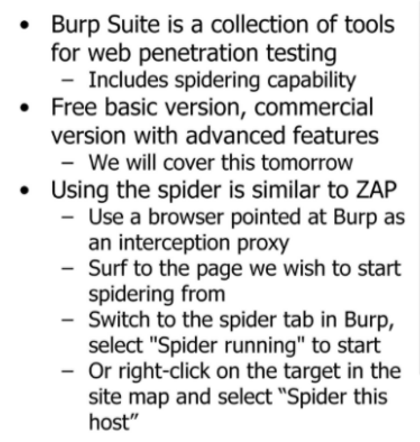 • Burp Suite is a collection of tools
for web penetration testing
– Includes spidering capability
• Free basic version, commercial
version with advanced features
– We will cover this tomorrow
• Using the spider is similar to ZAP
– Use a browser pointed at Burp as
an interception proxy
– Surf to the page we wish to start
spidering from
– Switch to the spider tab in Burp,
select "Spider running" to start
– Or right-click on the target in the
site map and select “Spider this
host”